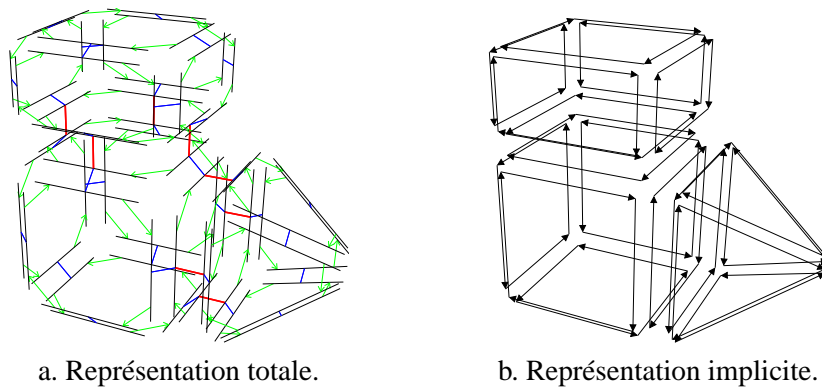 a. Représentation totale.
b. Représentation implicite.